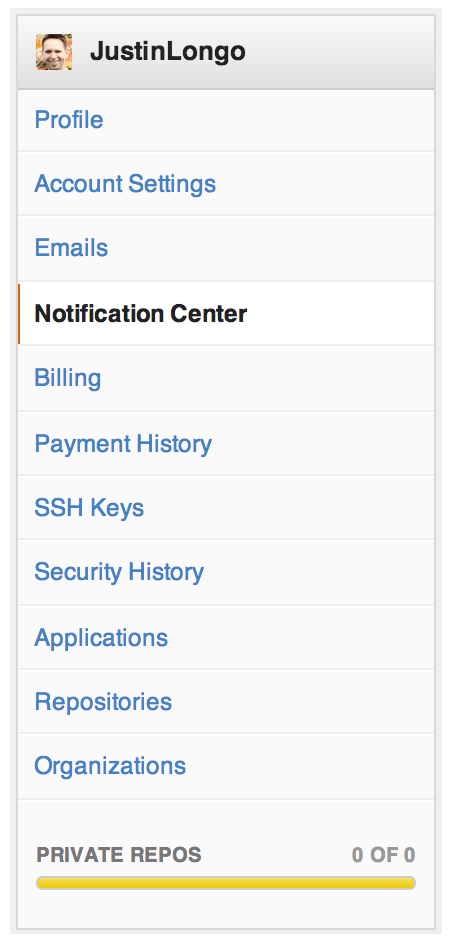 JustinLongo
Profile
Account Settings
Emails
Notification Center
Billing
Payment History
SSH Keys
Security History
Applications
Repositories
Organizations
PRIVATE REPOS 0 OF 0